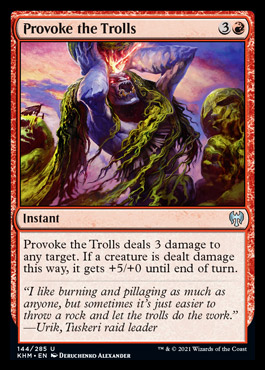 Provoke the Trolls 3
Instant
Provoke the Trolls deals 3 damage to
any target. If a creature is dealt damage
this way, it gets +5/+0 until end of turn.
“I like burning and pillaging as much as
anyone, but sometimes it’s just easier to
throw a rock and let the trolls do the work.”
—Urik, Tuskeri raid leader
144/285 U
KHM • EN Deruchenko Alexander
™ & © 2021 Wizards of the Coast